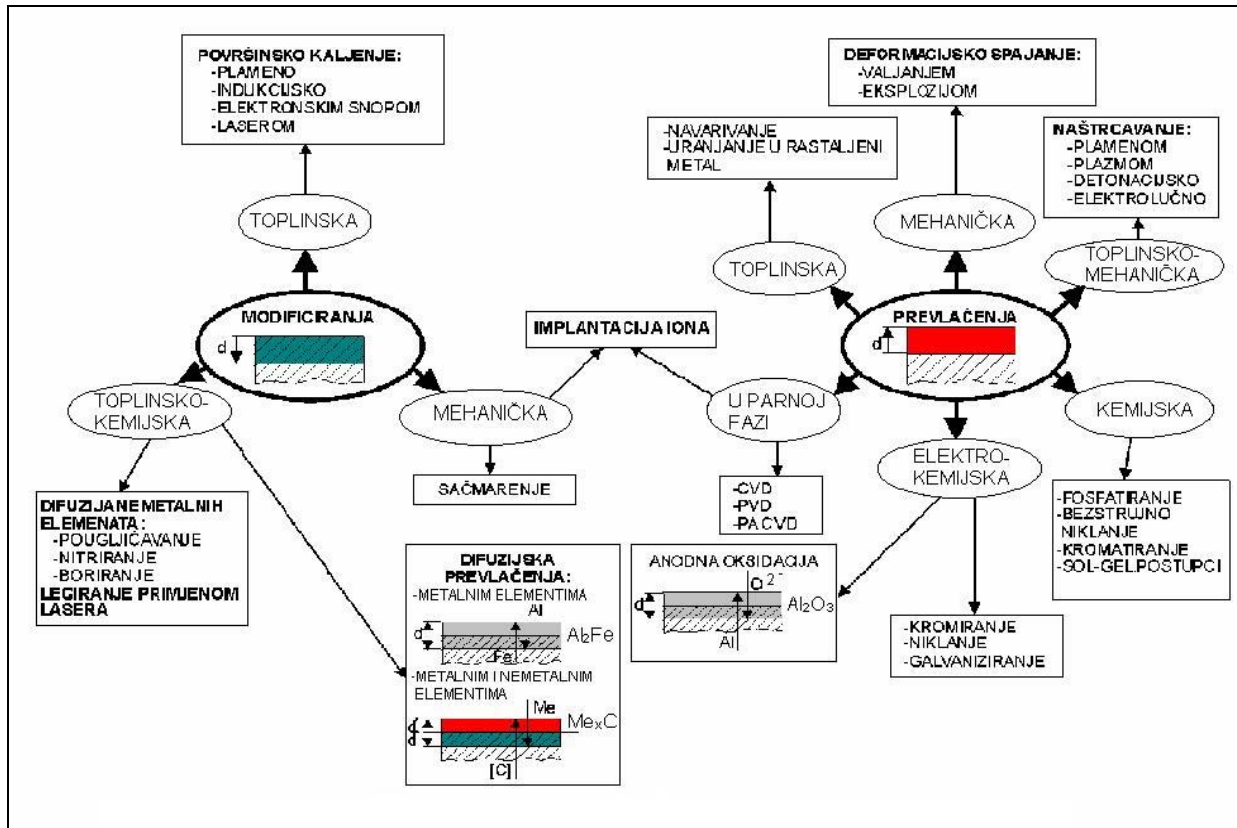 POVRŠINSKO KALJENJE:
-PLAMENO
-INDUKCIJSKO
-ELEKTRONSKIM SNOPOM
-LASEROM
TOPLINSKA
MODIFICIRANJA
d
TOPLINSKO-
KEMIJSKA
MEHANIČKA
DIFUZIJA NEMETALNIH
ELEMENATA:
-POUGLJIČAVANJE
-NITRIRANJE
-BORIRANJE
LEGIRANJE PRIMJENOM
LASERA
SAČMARENJE
IMPLANTACIJA IONA
DIFUZIJSKA
PREVLAČENJA:
-METALNIM ELEMENTIMA
Al
d
Al₂Fe
Fe
-METALNIM I NEMETALNIM
ELEMENTIMA
Me
d
MeₓC
d
[C]
DEFORMACIJSKO SPAJANJE:
-VALJANJEM
-EKSPLOZIJOM
-NAVARIVANJE
-URANJANJE U RASTALJENI
METAL
NAŠTRCAVANJE:
-PLAMENOM
-PLAZMOM
-DETONACIJSKO
-ELEKTROLUČNO
MEHANIČKA
TOPLINSKA
TOPLINSKO-
MEHANIČKA
PREVLAČENJA
d
U PARNOJ
FAZI
ELEKTRO-
KEMIJSKA
KEMIJSKA
-CVD
-PVD
-PACVD
-FOSFATIRANJE
-BEZSTRUJNO
NIKLANJE
-KROMATIRANJE
-SOL-GEL POSTUPCI
ANODNA OKSIDACIJA
O²⁻
d
Al₂O₃
Al
-KROMIRANJE
-NIKLANJE
-GALVANIZIRANJE